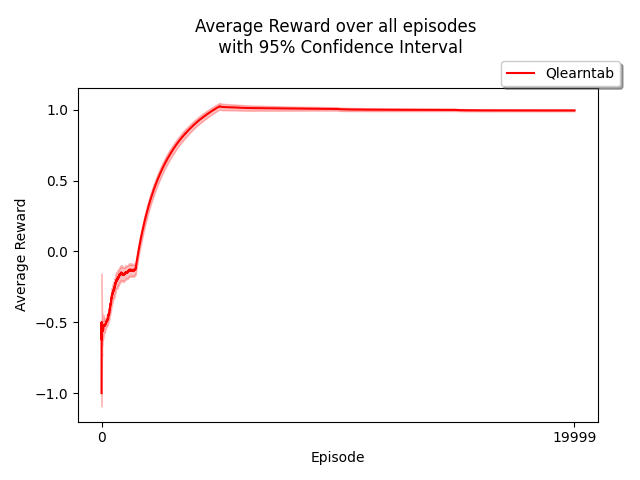 Average Reward over all episodes
with 95% Confidence Interval
Qlearntab
1.0
0.5
0.0
−0.5
−1.0
Average Reward
0
19999
Episode